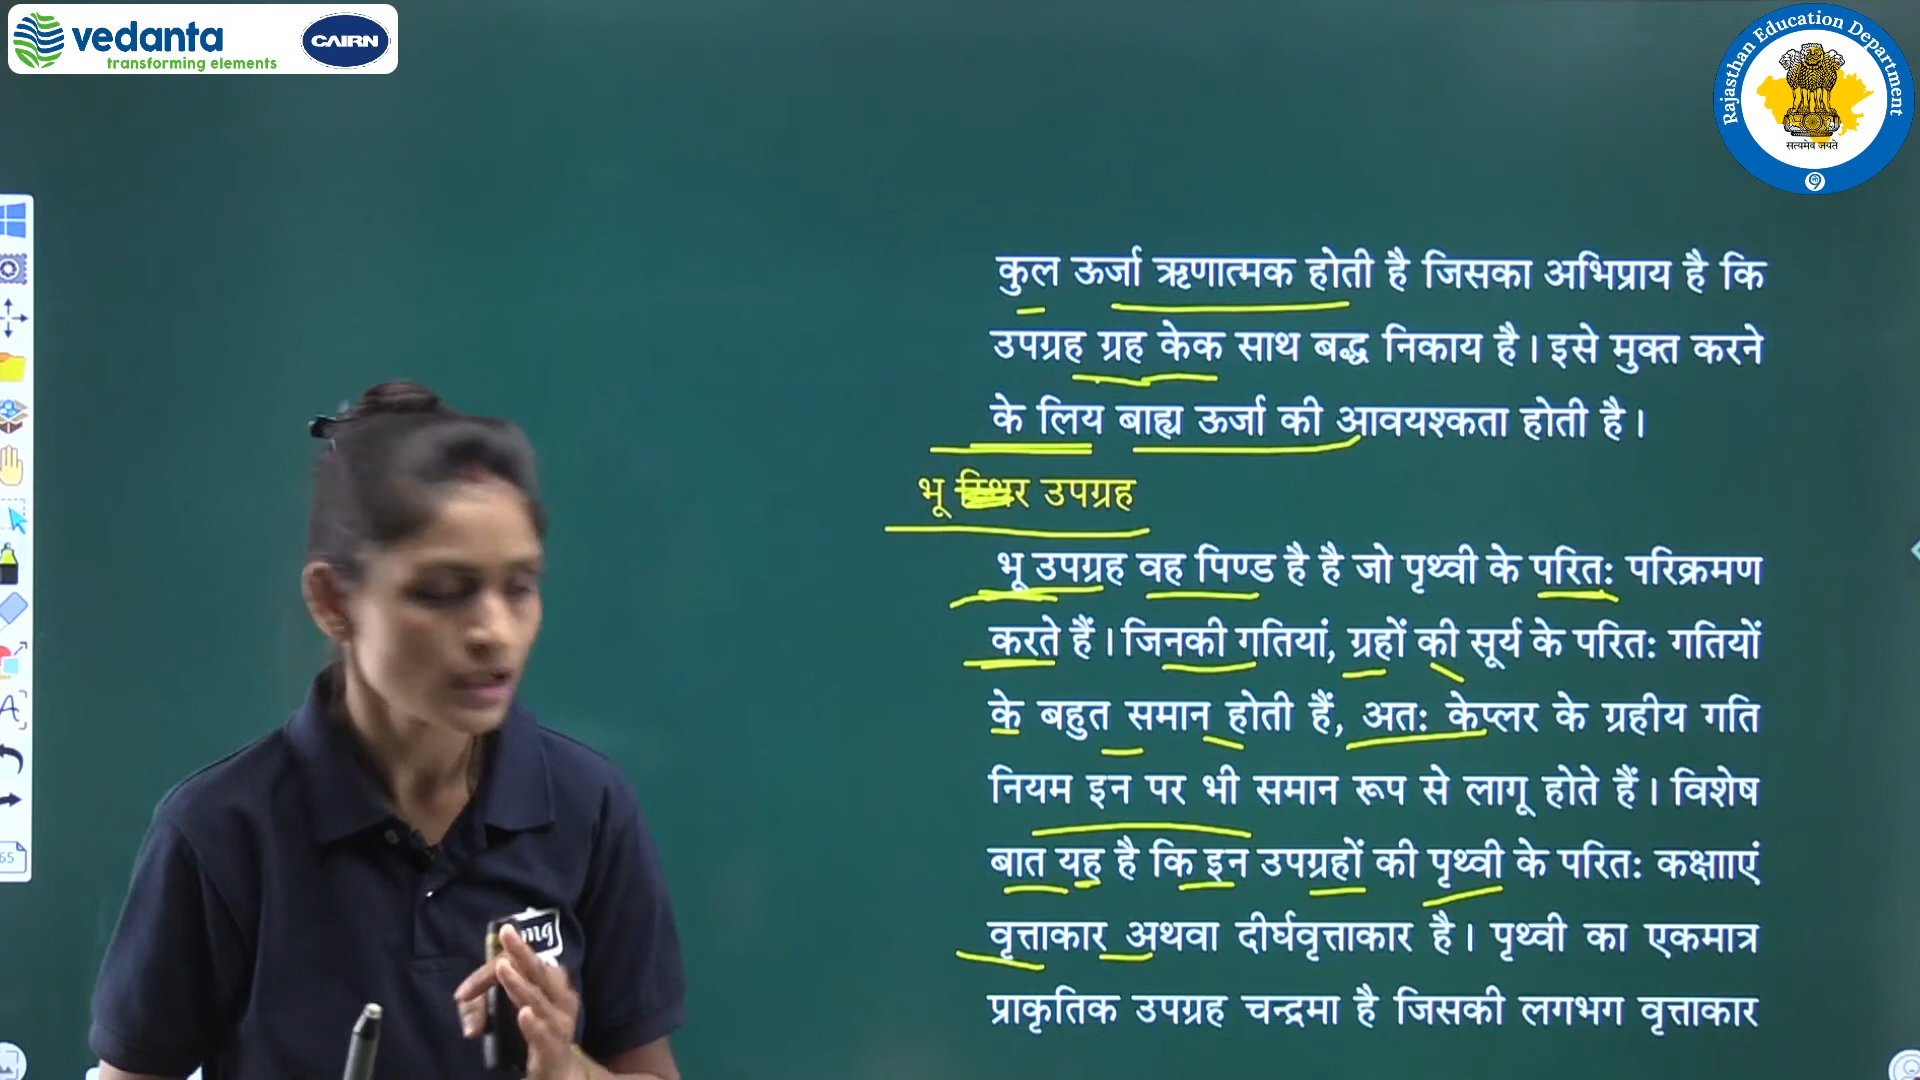 vedanta
transforming elements
CAIRN
Rajasthan Education Department
सत्यमेव जयते
कुल ऊर्जा ऋणात्मक होती है जिसका अभिप्राय है कि
उपग्रह ग्रह केक साथ बद्ध निकाय है। इसे मुक्त करने
के लिय बाह्य ऊर्जा की आवयश्कता होती है।
भू स्थिर उपग्रह
भू उपग्रह वह पिण्ड है है जो पृथ्वी के परित: परिक्रमण
करते हैं। जिनकी गतियां, ग्रहों की सूर्य के परित: गतियों
के बहुत समान होती हैं, अत: केप्लर के ग्रहीय गति
नियम इन पर भी समान रूप से लागू होते हैं। विशेष
बात यह है कि इन उपग्रहों की पृथ्वी के परित: कक्षााएं
वृत्ताकार अथवा दीर्घवृत्ताकार है। पृथ्वी का एकमात्र
प्राकृतिक उपग्रह चन्द्रमा है जिसकी लगभग वृत्ताकार
65
mg